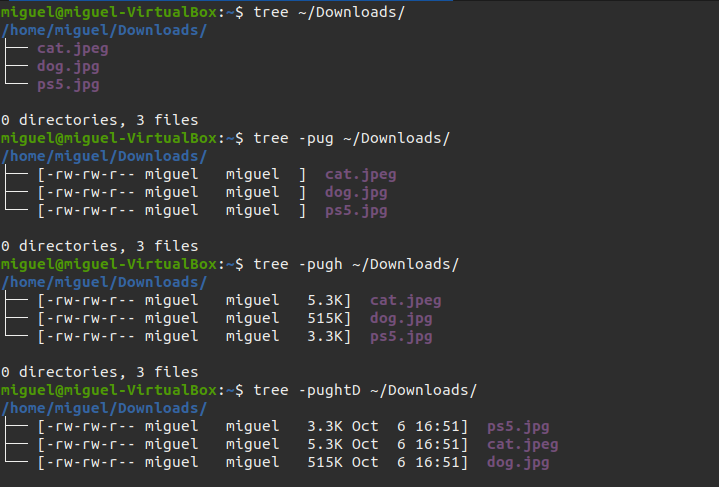 miguel@miguel-VirtualBox:~$ tree ~/Downloads/
/home/miguel/Downloads/
├── cat.jpeg
├── dog.jpg
└── ps5.jpg

0 directories, 3 files
miguel@miguel-VirtualBox:~$ tree -pug ~/Downloads/
/home/miguel/Downloads/
├── [-rw-rw-r-- miguel   miguel  ]  cat.jpeg
├── [-rw-rw-r-- miguel   miguel  ]  dog.jpg
└── [-rw-rw-r-- miguel   miguel  ]  ps5.jpg

0 directories, 3 files
miguel@miguel-VirtualBox:~$ tree -pugh ~/Downloads/
/home/miguel/Downloads/
├── [-rw-rw-r-- miguel   miguel   5.3K]  cat.jpeg
├── [-rw-rw-r-- miguel   miguel   515K]  dog.jpg
└── [-rw-rw-r-- miguel   miguel   3.3K]  ps5.jpg

0 directories, 3 files
miguel@miguel-VirtualBox:~$ tree -pughtD ~/Downloads/
/home/miguel/Downloads/
├── [-rw-rw-r-- miguel   miguel   3.3K Oct  6 16:51]  ps5.jpg
├── [-rw-rw-r-- miguel   miguel   5.3K Oct  6 16:51]  cat.jpeg
└── [-rw-rw-r-- miguel   miguel   515K Oct  6 16:51]  dog.jpg